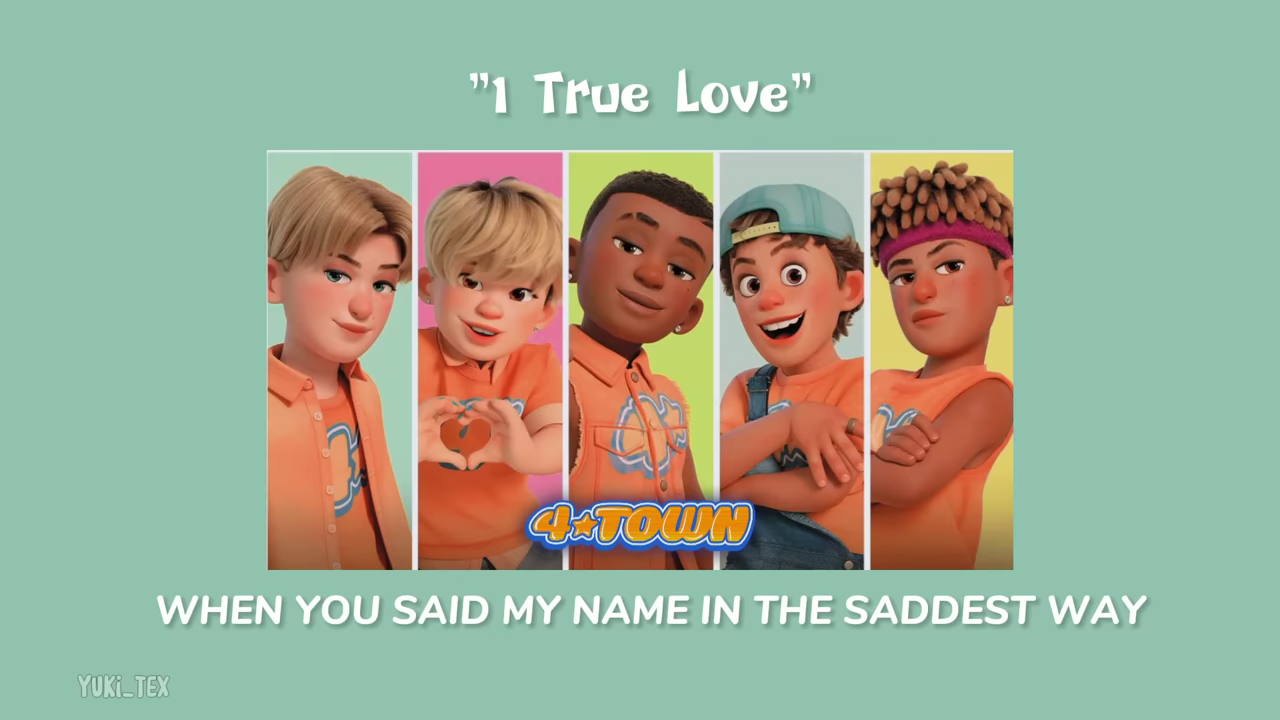 "1 True Love"
4★TOWN
WHEN YOU SAID MY NAME IN THE SADDEST WAY
YUKi_TEX